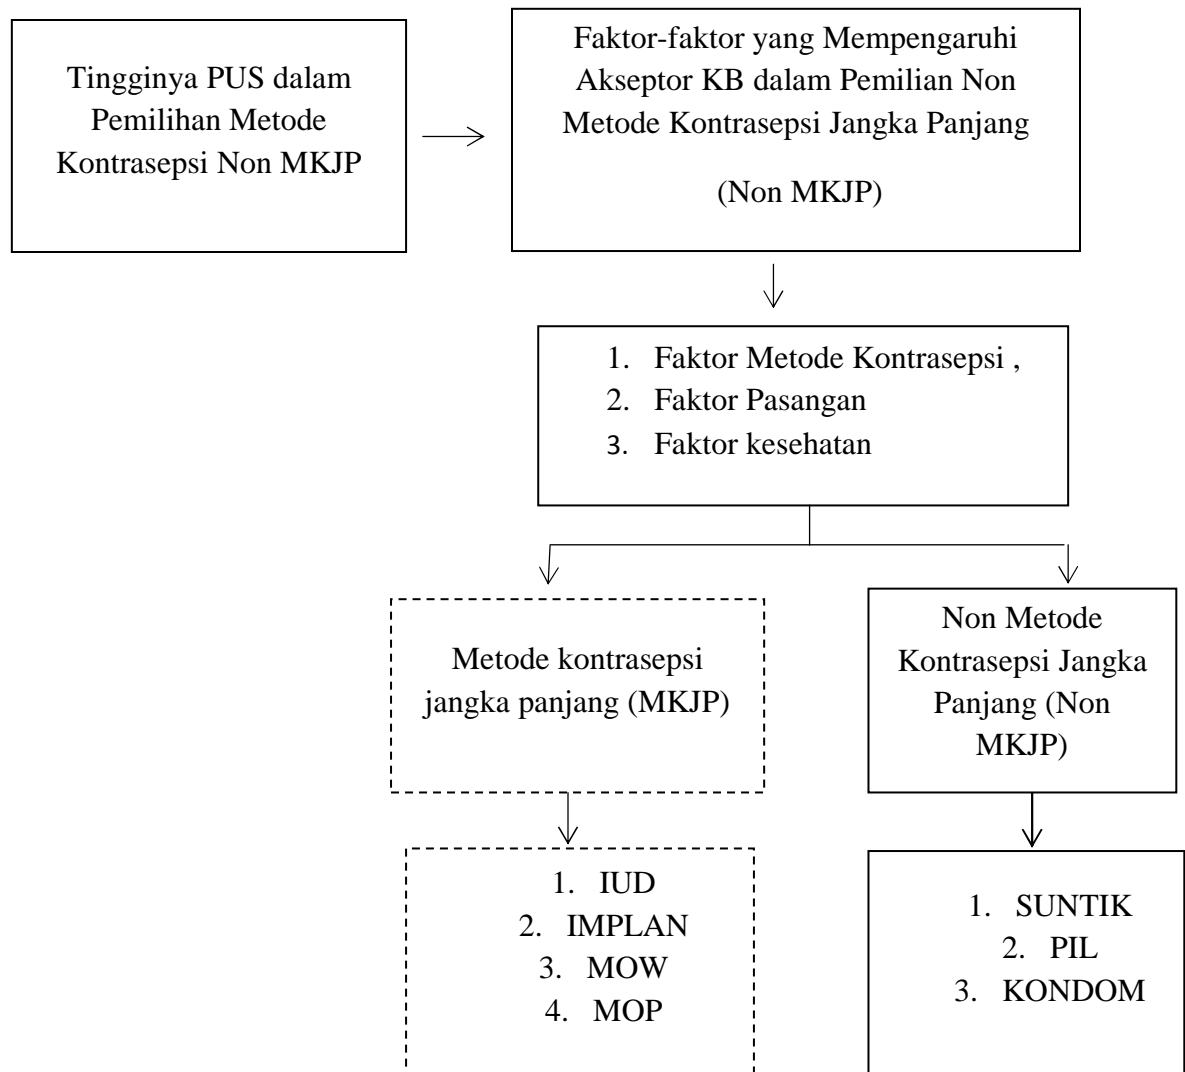 Tingginya PUS dalam
Pemilihan Metode
Kontrasepsi Non MKJP
Faktor-faktor yang Mempengaruhi
Akseptor KB dalam Pemilian Non
Metode Kontrasepsi Jangka Panjang
(Non MKJP)
1. Faktor Metode Kontrasepsi ,
2. Faktor Pasangan
3. Faktor kesehatan
Metode kontrasepsi
jangka panjang (MKJP)
Non Metode
Kontrasepsi Jangka
Panjang (Non
MKJP)
1. IUD
2. IMPLAN
3. MOW
4. MOP
1. SUNTIK
2. PIL
3. KONDOM